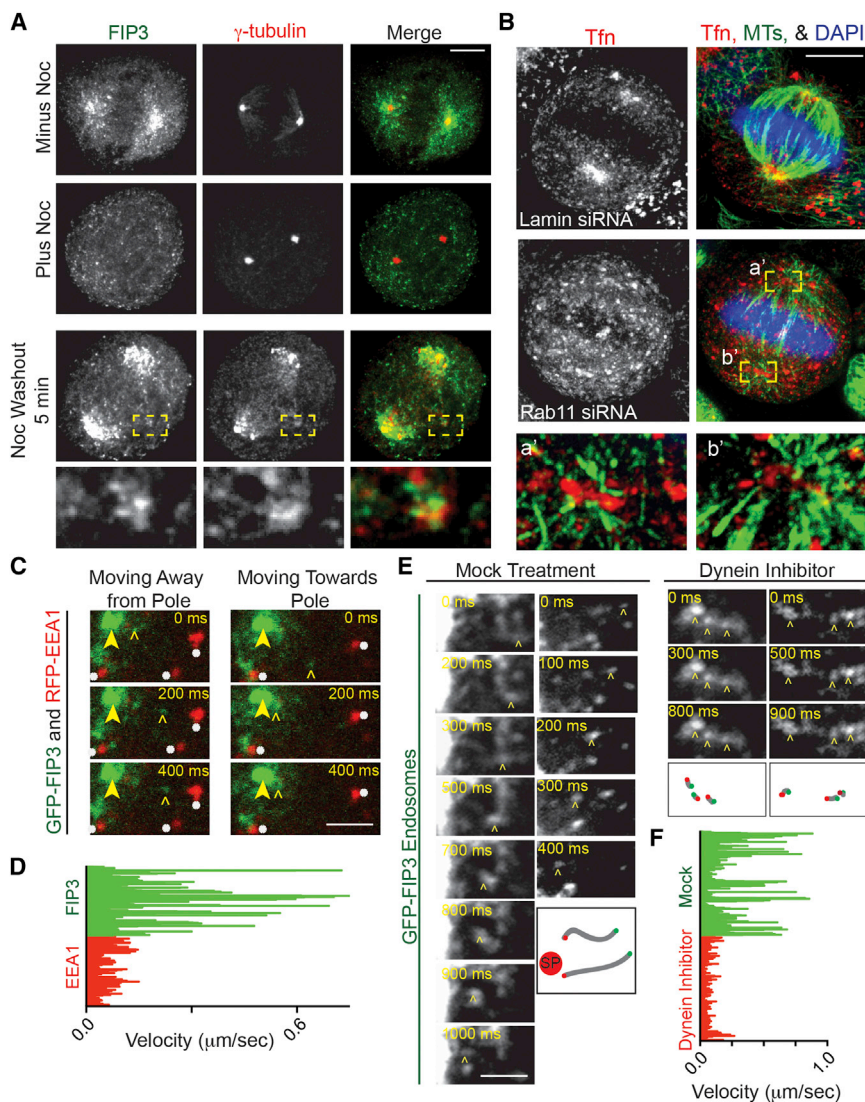 A
FIP3
γ-tubulin
Merge
Minus Noc
Plus Noc
Noc Washout
5 min
B
Tfn
Tfn, MTs, & DAPI
Lamin siRNA
a'
b'
Rab11 siRNA
a'
b'
C
Moving Away
from Pole
Moving Towards
Pole
GFP-FIP3 and RFP-EEA1
0 ms
0 ms
200 ms
200 ms
400 ms
400 ms
D
FIP3
EEA1
0.0
0.6
Velocity (μm/sec)
E
Mock Treatment
Dynein Inhibitor
GFP-FIP3 Endosomes
0 ms
200 ms
300 ms
500 ms
700 ms
800 ms
900 ms
1000 ms
0 ms
100 ms
200 ms
300 ms
400 ms
SP
0 ms
0 ms
300 ms
500 ms
800 ms
900 ms
F
Mock
Dynein Inhibitor
0.0
1.0
Velocity (μm/sec)